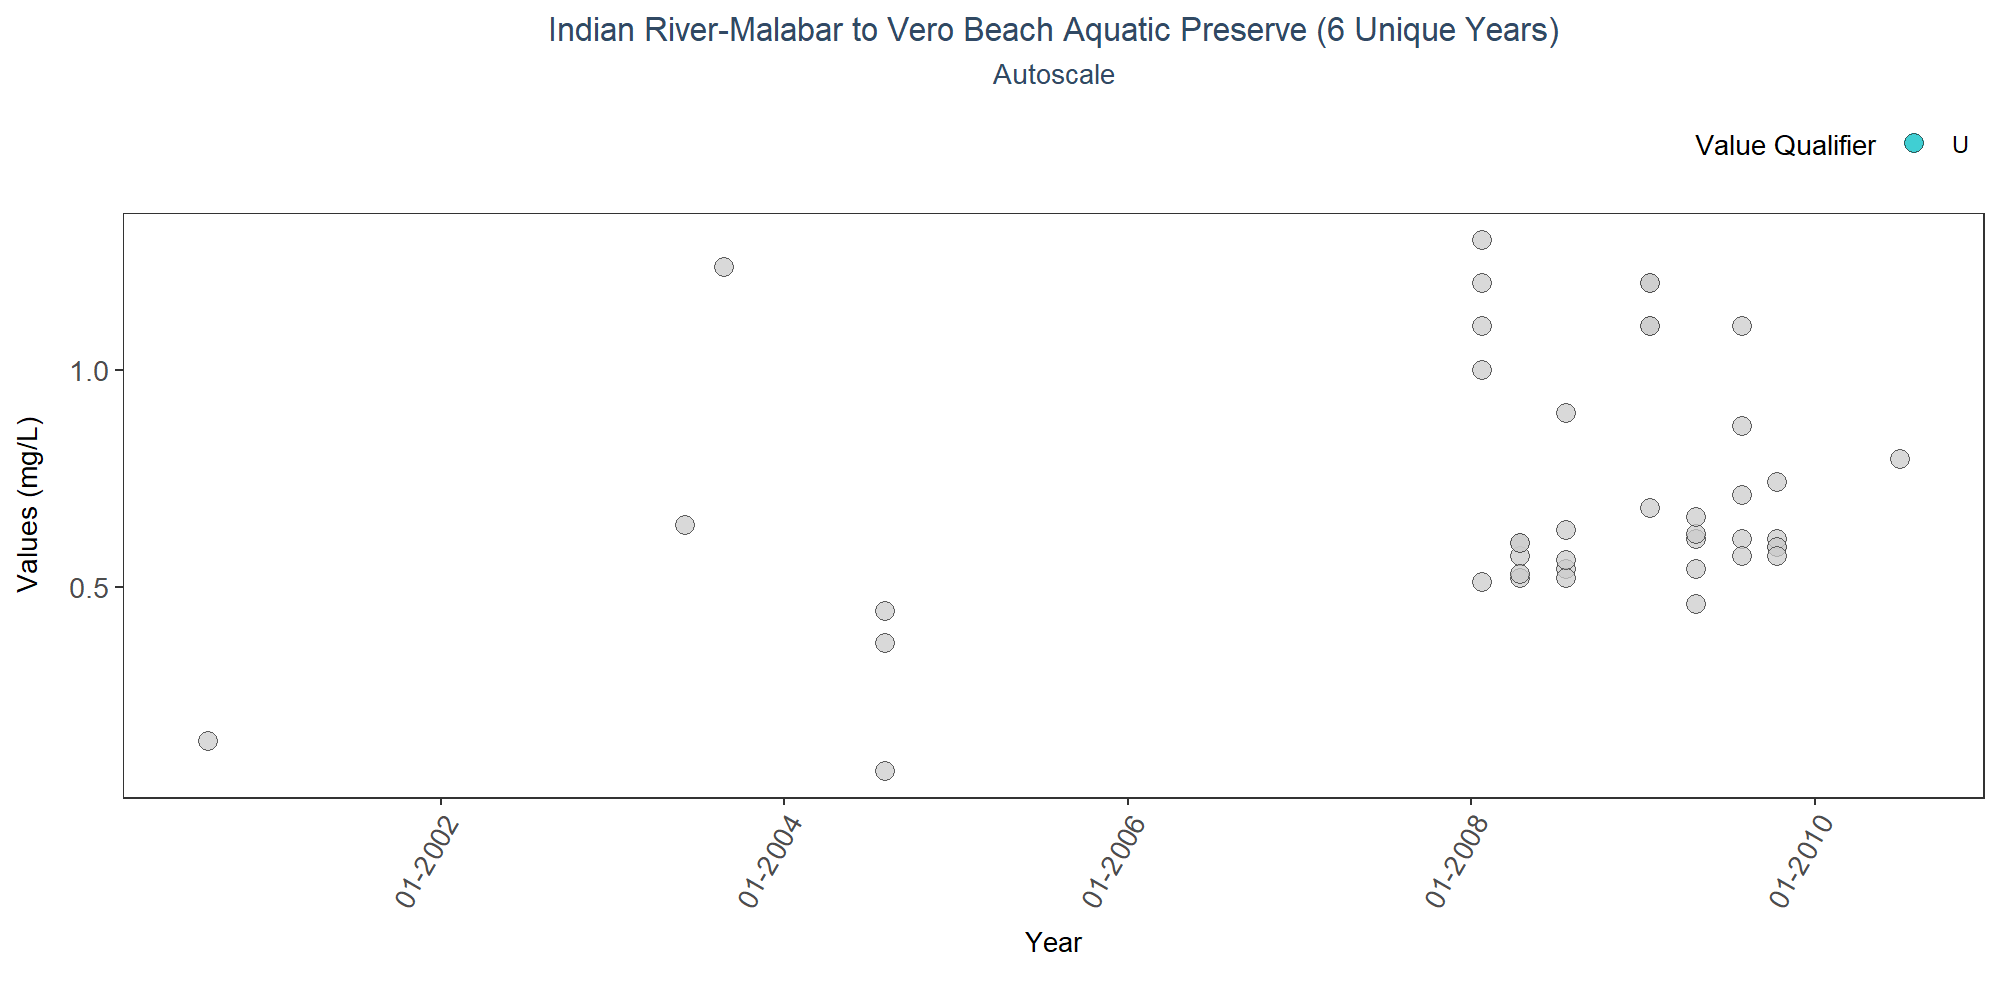 Indian River-Malabar to Vero Beach Aquatic Preserve (6 Unique Years)
Autoscale
Value Qualifier U
Values (mg/L)
1.0
0.5
01-2002 01-2004 01-2006 01-2008 01-2010
Year